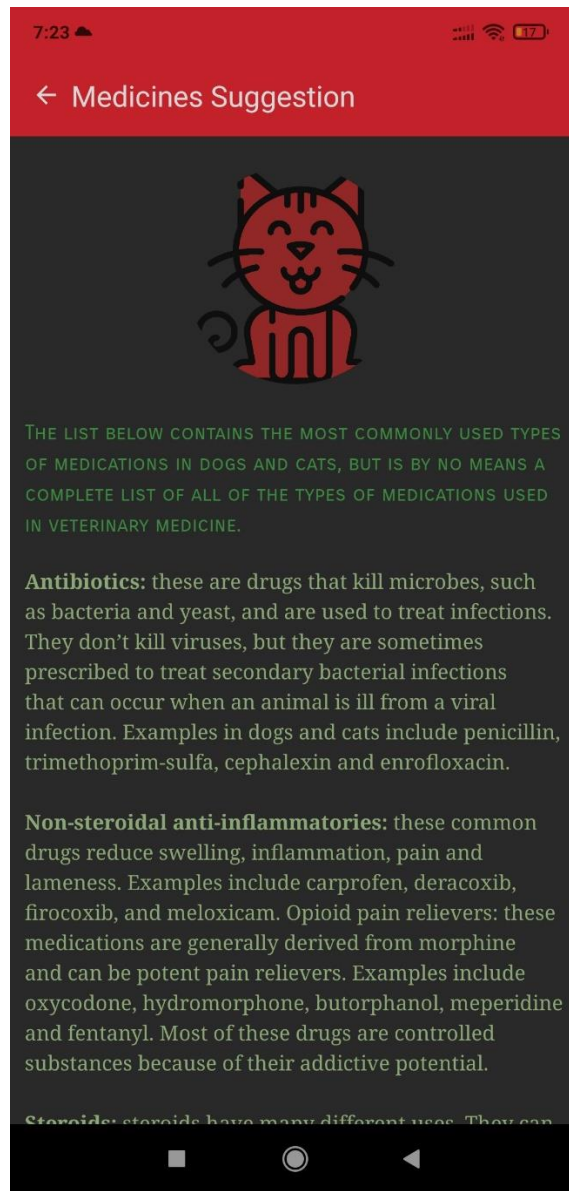 7:23
17
Medicines Suggestion
THE LIST BELOW CONTAINS THE MOST COMMONLY USED TYPES
OF MEDICATIONS IN DOGS AND CATS, BUT IS BY NO MEANS A
COMPLETE LIST OF ALL OF THE TYPES OF MEDICATIONS USED
IN VETERINARY MEDICINE.
Antibiotics: these are drugs that kill microbes, such
as bacteria and yeast, and are used to treat infections.
They don’t kill viruses, but they are sometimes
prescribed to treat secondary bacterial infections
that can occur when an animal is ill from a viral
infection. Examples in dogs and cats include penicillin,
trimethoprim-sulfa, cephalexin and enrofloxacin.
Non-steroidal anti-inflammatories: these common
drugs reduce swelling, inflammation, pain and
lameness. Examples include carprofen, deracoxib,
firocoxib, and meloxicam. Opioid pain relievers: these
medications are generally derived from morphine
and can be potent pain relievers. Examples include
oxycodone, hydromorphone, butorphanol, meperidine
and fentanyl. Most of these drugs are controlled
substances because of their addictive potential.
Steroids: steroids have many different uses. They can